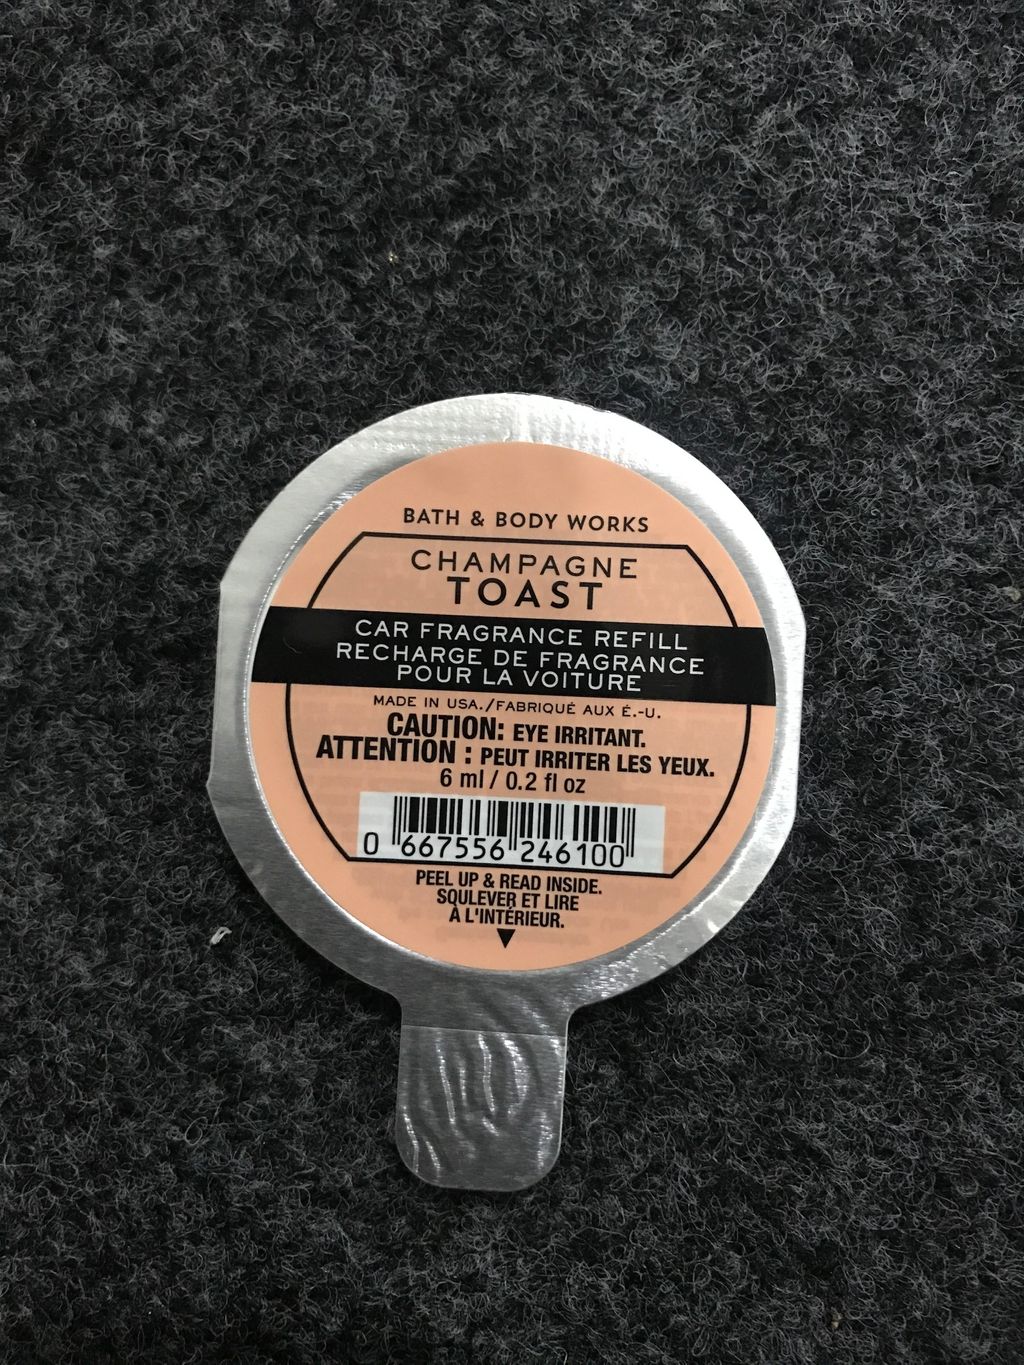 BATH & BODY WORKS
CHAMPAGNE
TOAST
CAR FRAGRANCE REFILL
RECHARGE DE FRAGRANCE
POUR LA VOITURE
MADE IN USA./FABRIQUÉ AUX É.-U.
CAUTION: EYE IRRITANT.
ATTENTION : PEUT IRRITER LES YEUX.
6 ml / 0.2 fl oz
0 667556 246100
PEEL UP & READ INSIDE.
SOULEVER ET LIRE
À L'INTÉRIEUR.